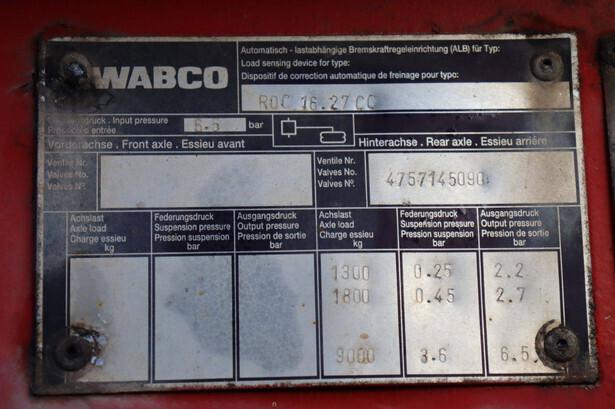 WABCO
Automatisch - lastabhängige Bremskraftregeleinrichtung (ALB) für Typ:
Load sensing device for type:
Dispositif de correction automatique de freinage pour type:
16.27 CC
Input pressure
Pression entrée
bar
Vorderachse . Front axle . Essieu avant
Hinterachse . Rear axle . Essieu arrière
Ventile Nr.
Valves No.
Valves Nº.
Ventile Nr.
Valves No.
Valves Nº.
4757145090
Achslast
Axle load
Charge essieu
kg
Federungsdruck
Suspension pressure
Pression suspension
bar
Ausgangsdruck
Output pressure
Pression de sortie
bar
Achslast
Axle load
Charge essieu
kg
Federungsdruck
Suspension pressure
Pression suspension
bar
Ausgangsdruck
Output pressure
Pression de sortie
bar
1300 0.25 2.2
1800 0.45 2.7
9000 3.6 6.5